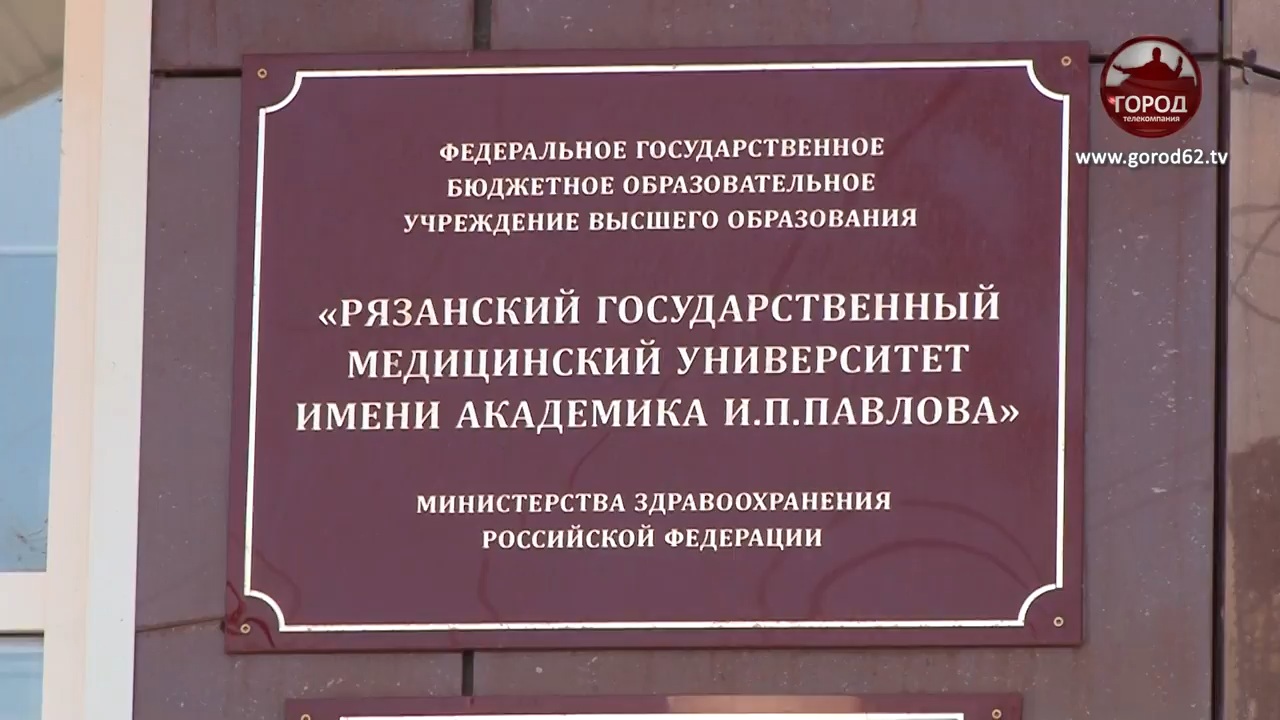 ГОРОД
телекомпания
www.gorod62.tv
ФЕДЕРАЛЬНОЕ ГОСУДАРСТВЕННОЕ
БЮДЖЕТНОЕ ОБРАЗОВАТЕЛЬНОЕ
УЧРЕЖДЕНИЕ ВЫСШЕГО ОБРАЗОВАНИЯ
«РЯЗАНСКИЙ ГОСУДАРСТВЕННЫЙ
МЕДИЦИНСКИЙ УНИВЕРСИТЕТ
ИМЕНИ АКАДЕМИКА И.П.ПАВЛОВА»
МИНИСТЕРСТВА ЗДРАВООХРАНЕНИЯ
РОССИЙСКОЙ ФЕДЕРАЦИИ